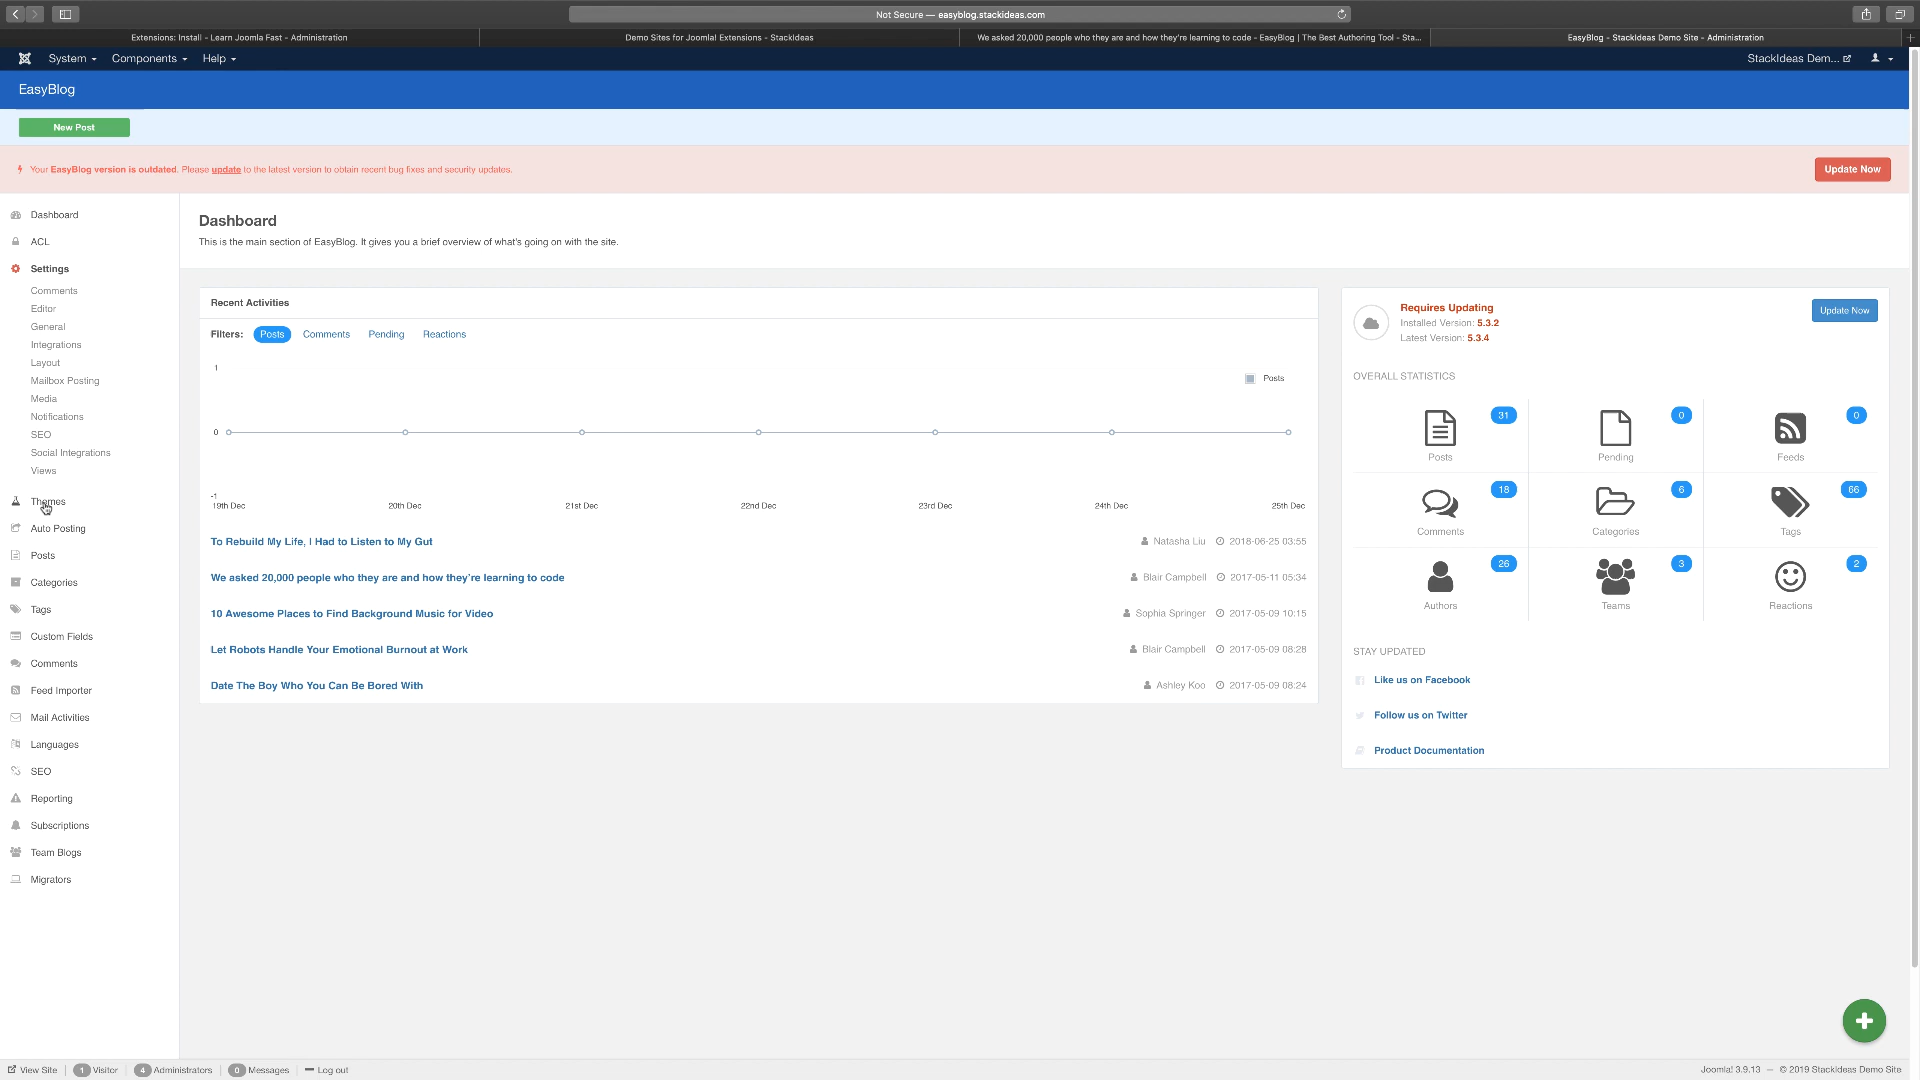 Not Secure — easyblog.stackideas.com
Extensions: Install - Learn Joomla Fast - Administration
Demo Sites for Joomla! Extensions - StackIdeas
We asked 20,000 people who they are and how they're learning to code - EasyBlog | The Best Authoring Tool - Sta...
EasyBlog - StackIdeas Demo Site - Administration
System
Components
Help
StackIdeas Dem...
EasyBlog
New Post
Your EasyBlog version is outdated. Please update to the latest version to obtain recent bug fixes and security updates.
Update Now
Dashboard
ACL
Settings
Comments
Editor
General
Integrations
Layout
Mailbox Posting
Media
Notifications
SEO
Social Integrations
Views
Themes
Auto Posting
Posts
Categories
Tags
Custom Fields
Comments
Feed Importer
Mail Activities
Languages
SEO
Reporting
Subscriptions
Team Blogs
Migrators
Dashboard
This is the main section of EasyBlog. It gives you a brief overview of what's going on with the site.
Recent Activities
Filters: Posts Comments Pending Reactions
1
Posts
0
-1
19th Dec 20th Dec 21st Dec 22nd Dec 23rd Dec 24th Dec 25th Dec
To Rebuild My Life, I Had to Listen to My Gut Natasha Liu 2018-06-25 03:55
We asked 20,000 people who they are and how they're learning to code Blair Campbell 2017-05-11 05:34
10 Awesome Places to Find Background Music for Video Sophia Springer 2017-05-09 10:15
Let Robots Handle Your Emotional Burnout at Work Blair Campbell 2017-05-09 08:28
Date The Boy Who You Can Be Bored With Ashley Koo 2017-05-09 08:24
Requires Updating
Installed Version: 5.3.2
Latest Version: 5.3.4
Update Now
OVERALL STATISTICS
31 0 0
Posts Pending Feeds
18 6 66
Comments Categories Tags
26 3 2
Authors Teams Reactions
STAY UPDATED
Like us on Facebook
Follow us on Twitter
Product Documentation
View Site 1 Visitor 4 Administrators 0 Messages Log out
Joomla! 3.9.13 — © 2019 StackIdeas Demo Site